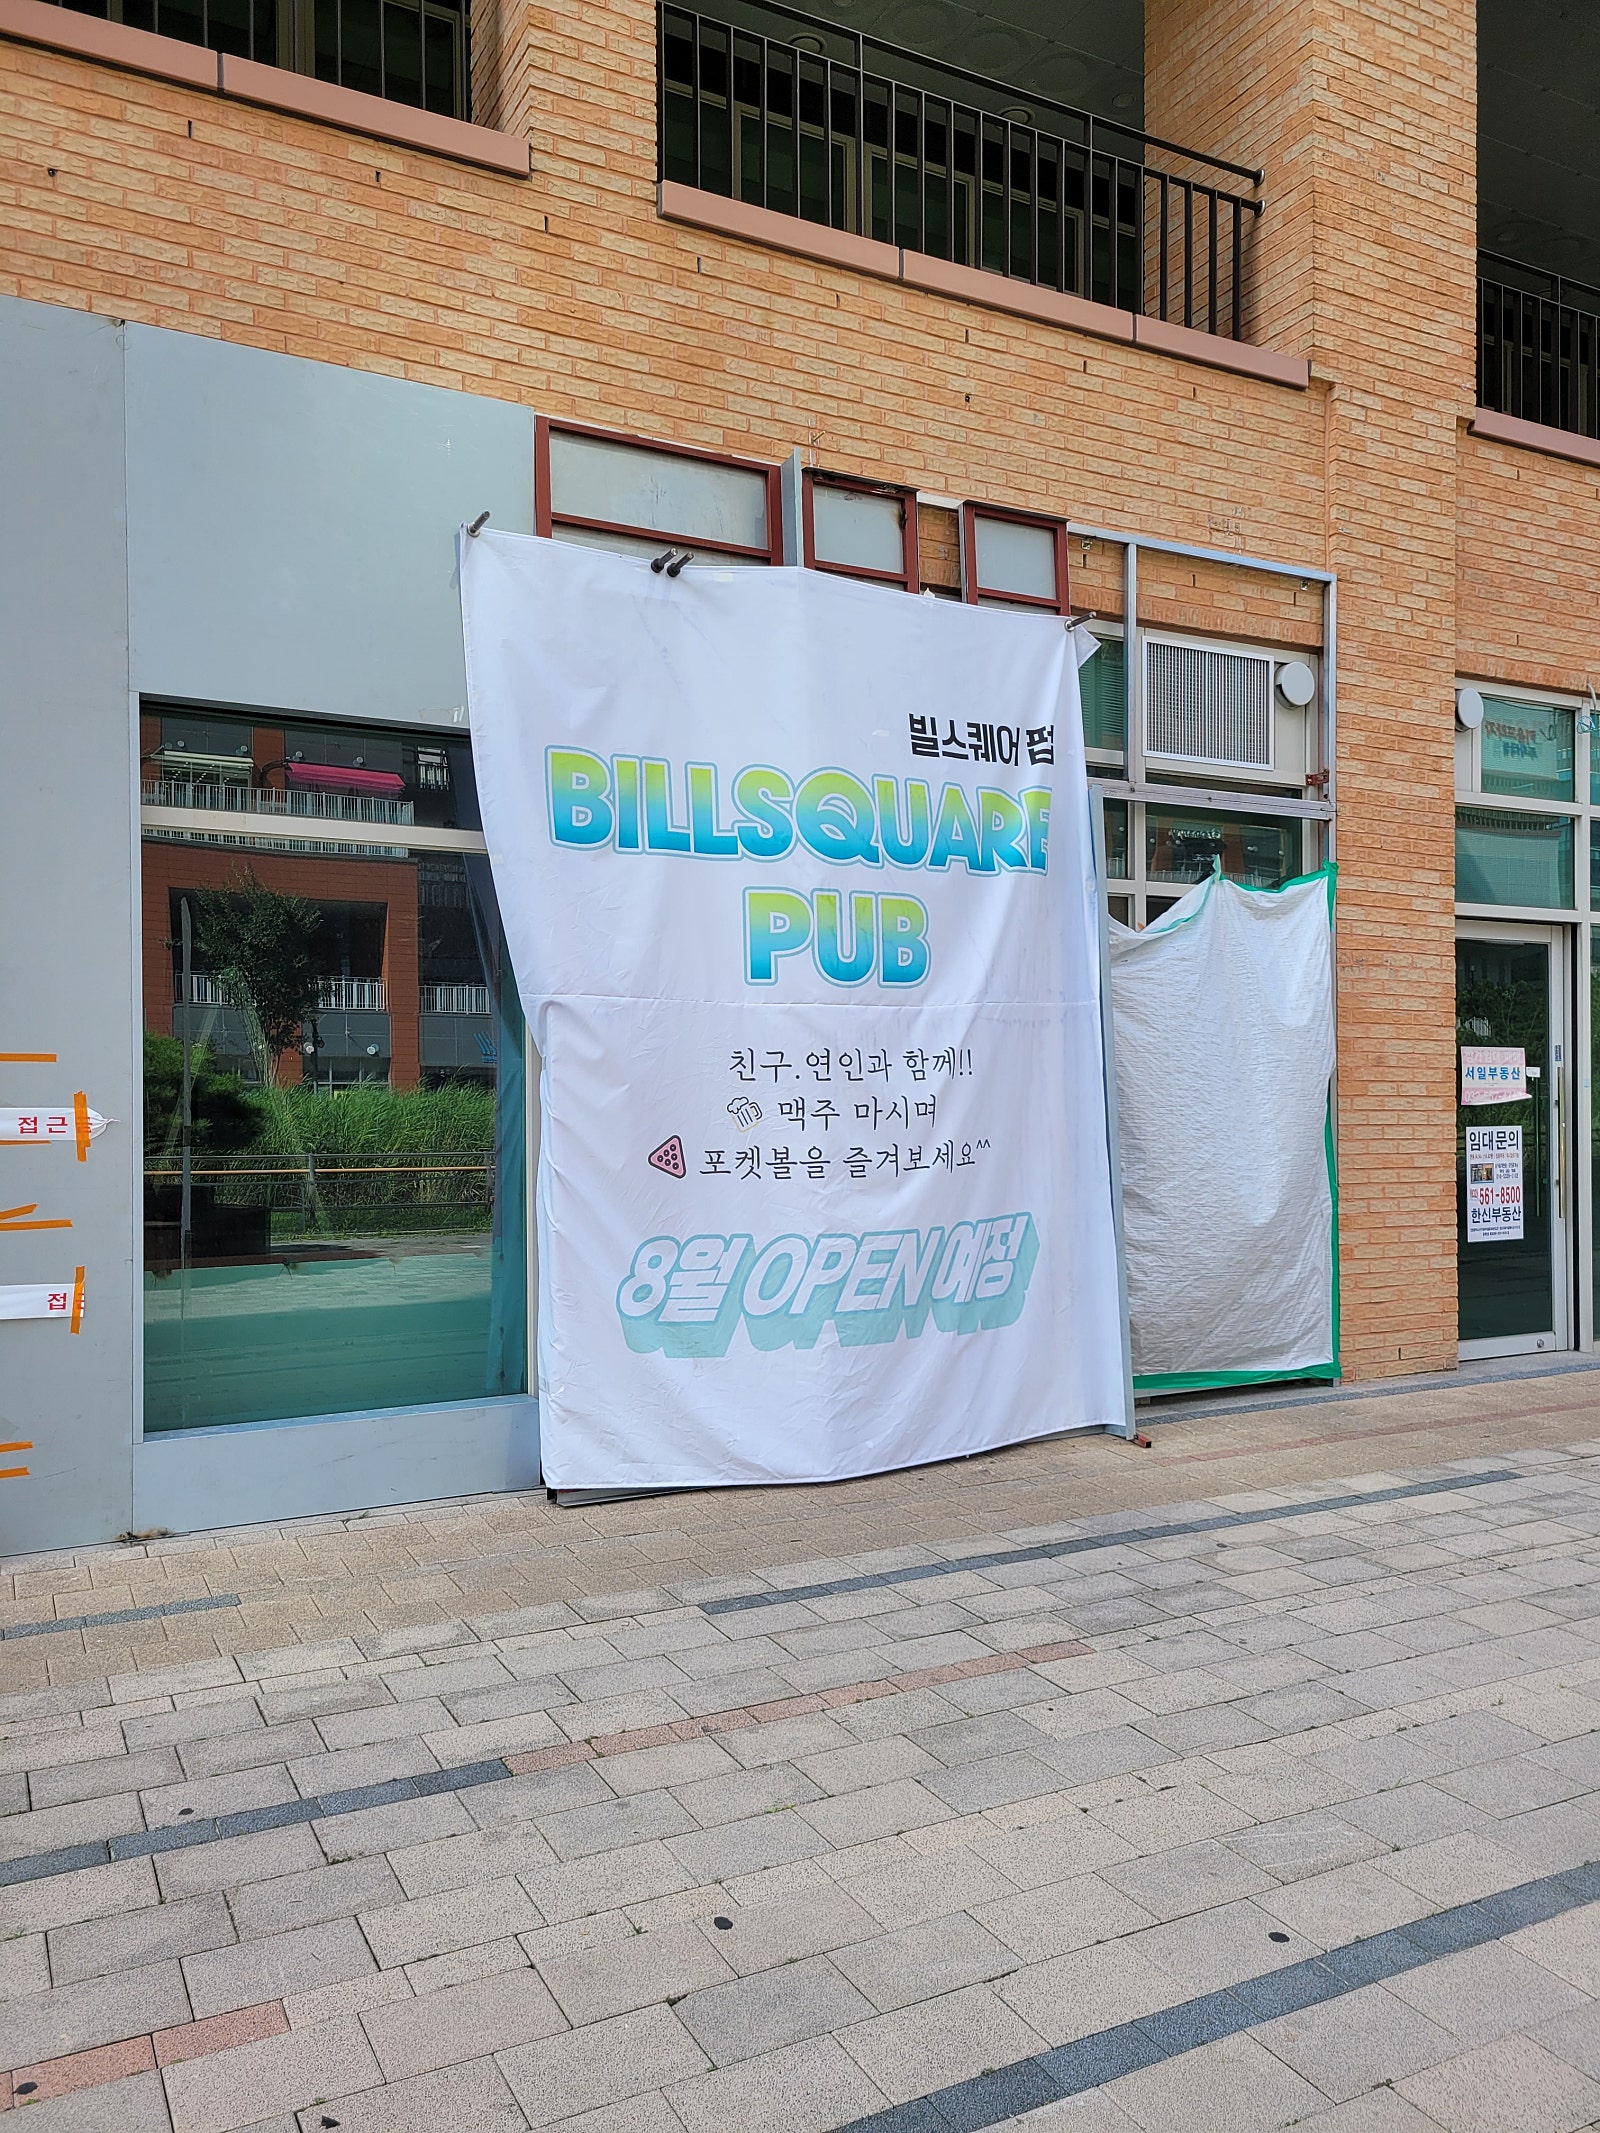 빌스퀘어 펍
BILLSQUARE
PUB
친구.연인과 함께!!
맥주 마시며
포켓볼을 즐겨보세요^^
8월 OPEN 예정
접근
접근
서일부동산
임대문의
561-8500
한신부동산